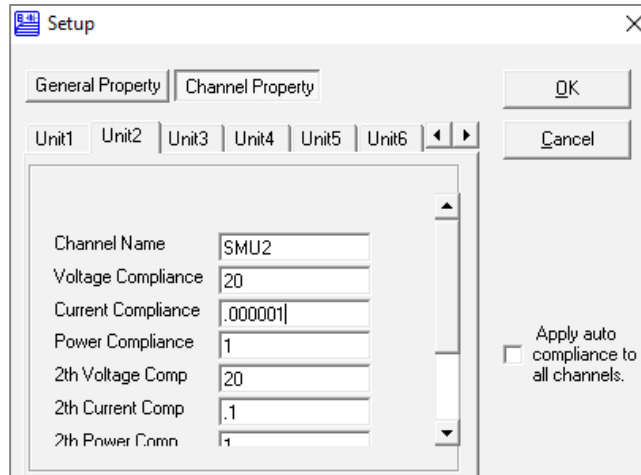 Setup
General Property Channel Property
OK
Unit1 Unit2 Unit3 Unit4 Unit5 Unit6
Cancel
Channel Name SMU2
Voltage Compliance 20
Current Compliance .000001
Power Compliance 1
2th Voltage Comp 20
2th Current Comp .1
2th Power Comp 1
Apply auto
compliance to
all channels.